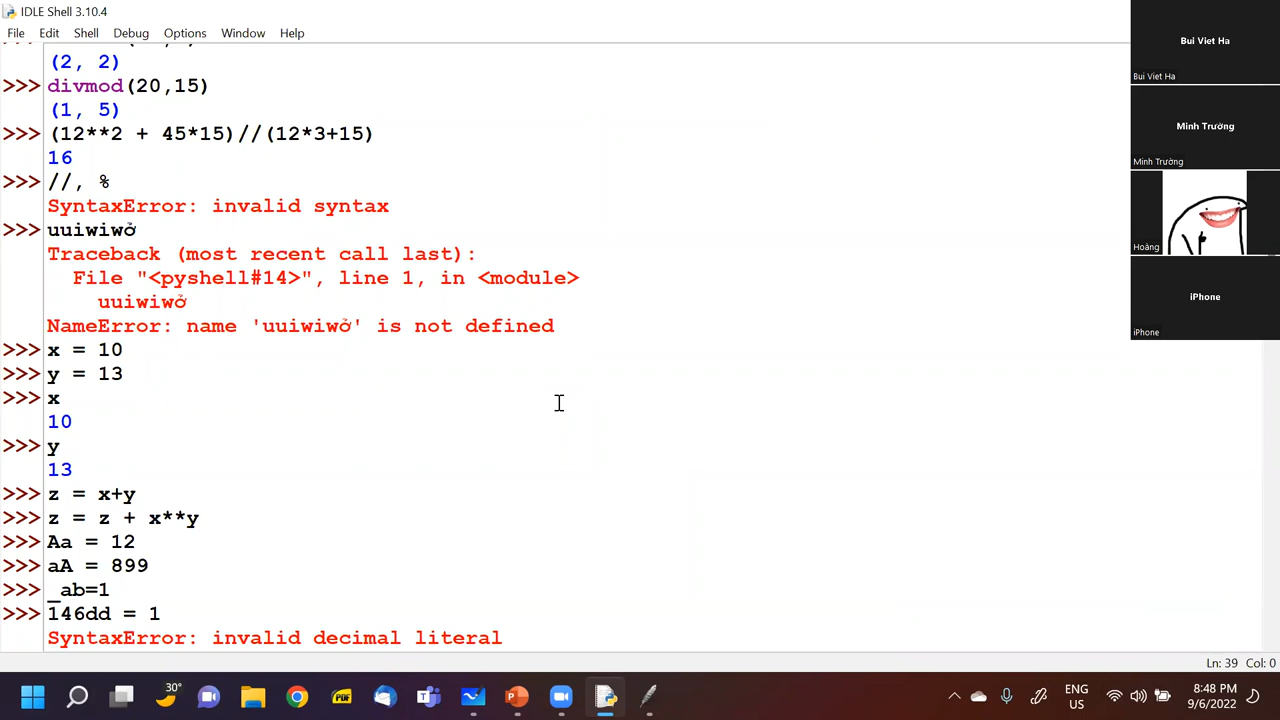 IDLE Shell 3.10.4
File Edit Shell Debug Options Window Help
(2, 2)
>>> divmod(20,15)
(1, 5)
>>> (12**2 + 45*15)//(12*3+15)
16
>>> //, %
SyntaxError: invalid syntax
>>> uuiwiwở
Traceback (most recent call last):
File "<pyshell#14>", line 1, in <module>
uuiwiwở
NameError: name 'uuiwiwở' is not defined
>>> x = 10
>>> y = 13
>>> x
10
>>> y
13
>>> z = x+y
>>> z = z + x**y
>>> Aa = 12
>>> aA = 899
>>> _ab=1
>>> 146dd = 1
SyntaxError: invalid decimal literal
Bui Viet Ha
Bui Viet Ha
Minh Trường
Minh Trường
Hoàng
iPhone
iPhone
Ln: 39 Col: 0
30°
PDF
ENG
US
8:48 PM
9/6/2022